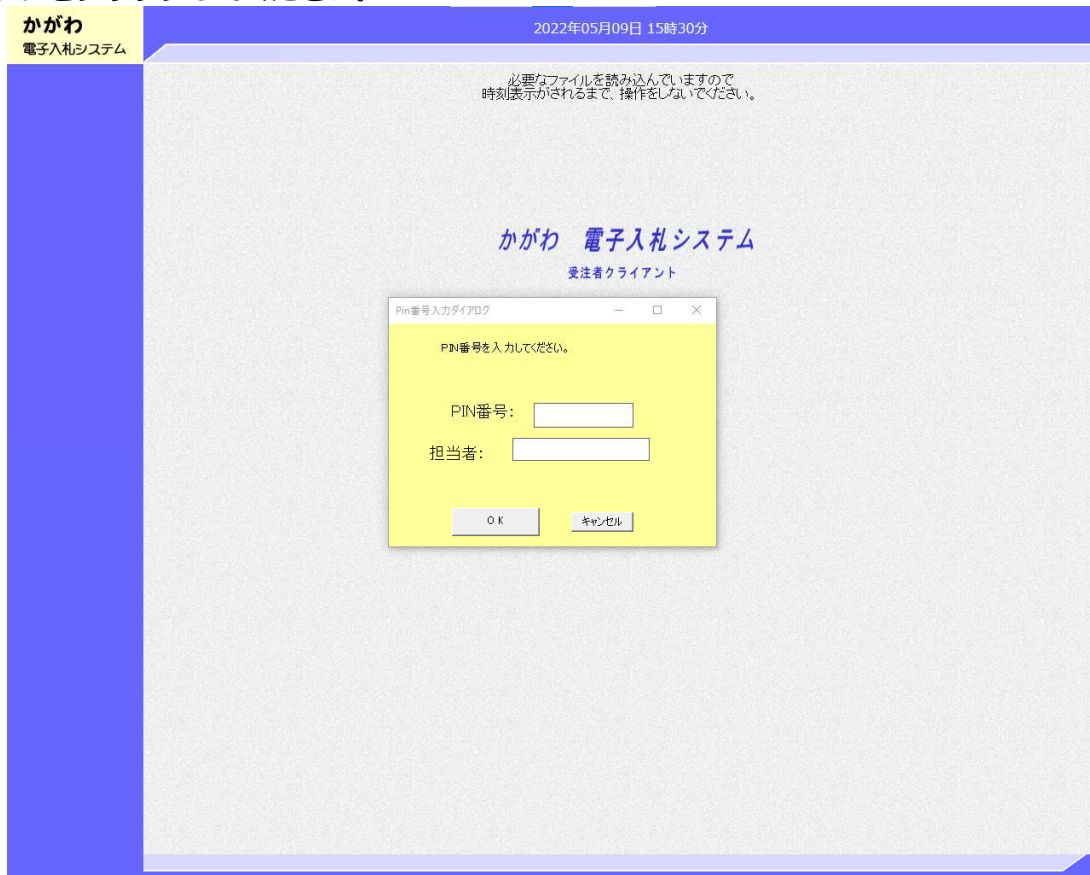 かがわ
電子入札システム
2022年05月09日 15時30分
必要なファイルを読み込んでいますので
時刻表示がされるまで、操作をしないでください。
かがわ 電子入札システム
受注者クライアント
Pin番号入力ダイアログ
PIN番号を入力してください。
PIN番号:
担当者:
OK
キャンセル